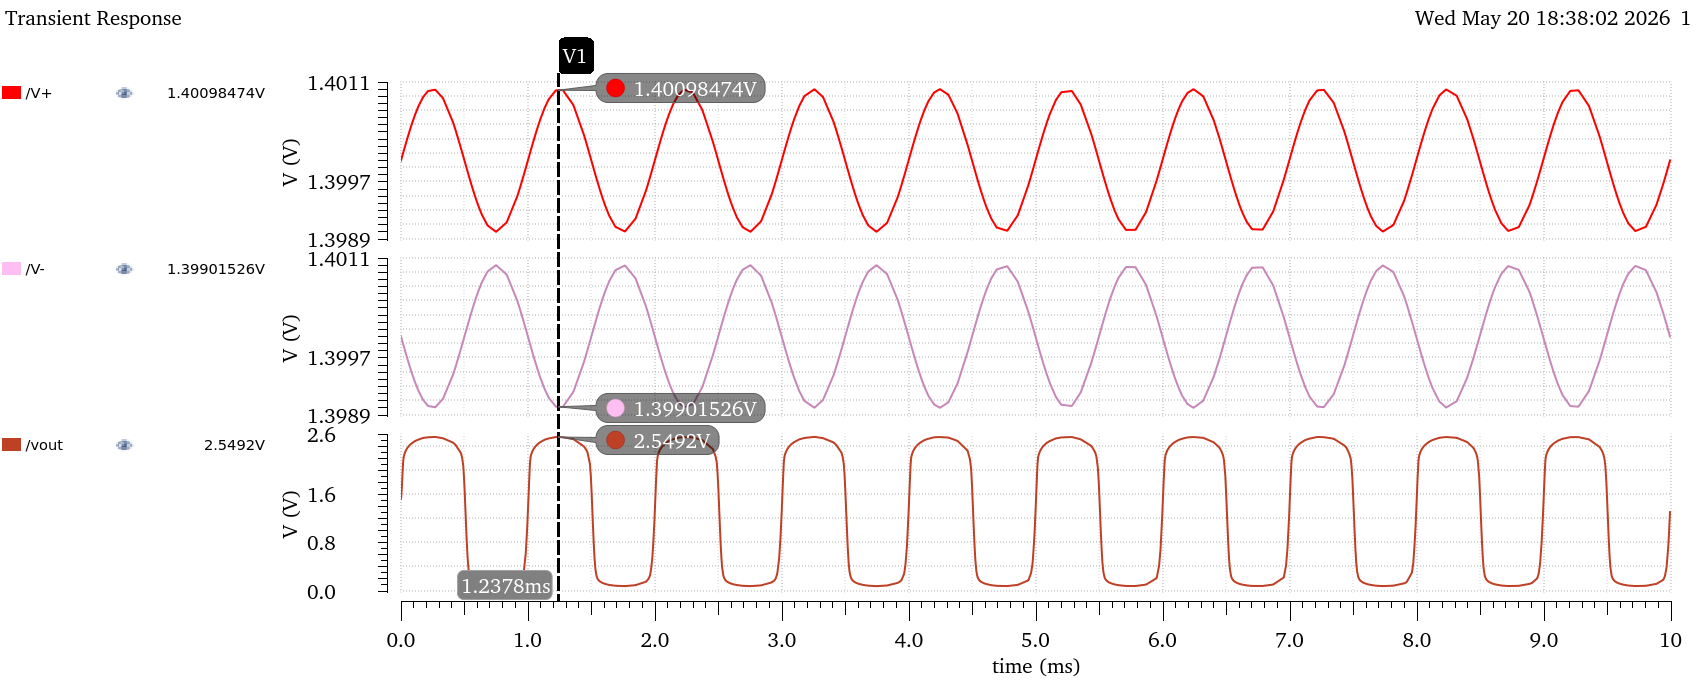 Transient Response
Wed May 20 18:38:02 2026 1
V1
/V+ 1.40098474V
1.4011
1.40098474V
V (V)
1.3997
1.3989
/V- 1.39901526V
1.4011
V (V)
1.3997
1.3989
1.39901526V
/vout 2.5492V
2.6
2.5492V
V (V)
1.6
0.8
0.0
1.2378ms
0.0 1.0 2.0 3.0 4.0 5.0 6.0 7.0 8.0 9.0 10
time (ms)